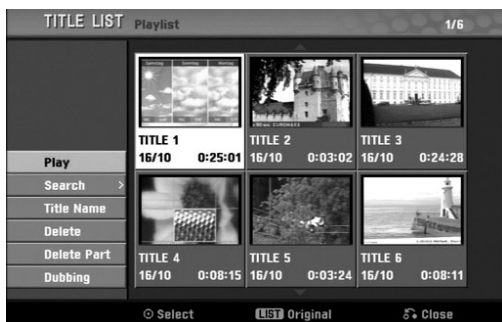 TITLE LIST Playlist 1/6
Samstag Sonntag Montag
TITLE 1
16/10 0:25:01
TITLE 2
16/10 0:03:02
TITLE 3
16/10 0:24:28
Play
Search >
Title Name
Delete
Delete Part
Dubbing
TITLE 4
16/10 0:08:15
TITLE 5
16/10 0:03:24
TITLE 6
16/10 0:08:11
Select LIST Original Close